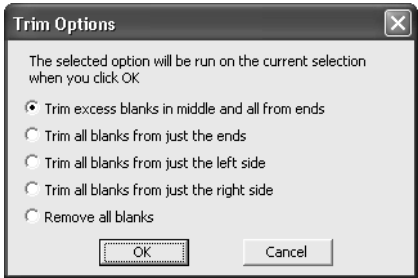 Trim Options
The selected option will be run on the current selection
when you click OK
Trim excess blanks in middle and all from ends
Trim all blanks from just the ends
Trim all blanks from just the left side
Trim all blanks from just the right side
Remove all blanks
OK Cancel